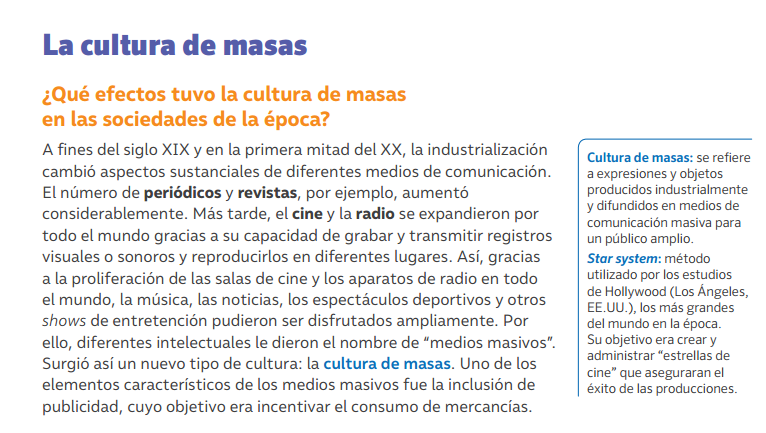 La cultura de masas
¿Qué efectos tuvo la cultura de masas
en las sociedades de la época?
A fines del siglo XIX y en la primera mitad del XX, la industrialización
cambió aspectos sustanciales de diferentes medios de comunicación.
El número de periódicos y revistas, por ejemplo, aumentó
considerablemente. Más tarde, el cine y la radio se expandieron por
todo el mundo gracias a su capacidad de grabar y transmitir registros
visuales o sonoros y reproducirlos en diferentes lugares. Así, gracias
a la proliferación de las salas de cine y los aparatos de radio en todo
el mundo, la música, las noticias, los espectáculos deportivos y otros
shows de entretención pudieron ser disfrutados ampliamente. Por
ello, diferentes intelectuales le dieron el nombre de “medios masivos”.
Surgió así un nuevo tipo de cultura: la cultura de masas. Uno de los
elementos característicos de los medios masivos fue la inclusión de
publicidad, cuyo objetivo era incentivar el consumo de mercancías.
Cultura de masas: se refiere
a expresiones y objetos
producidos industrialmente
y difundidos en medios de
comunicación masiva para
un público amplio.
Star system: método
utilizado por los estudios
de Hollywood (Los Ángeles,
EE.UU.), los más grandes
del mundo en la época.
Su objetivo era crear y
administrar “estrellas de
cine” que aseguraran el
éxito de las producciones.